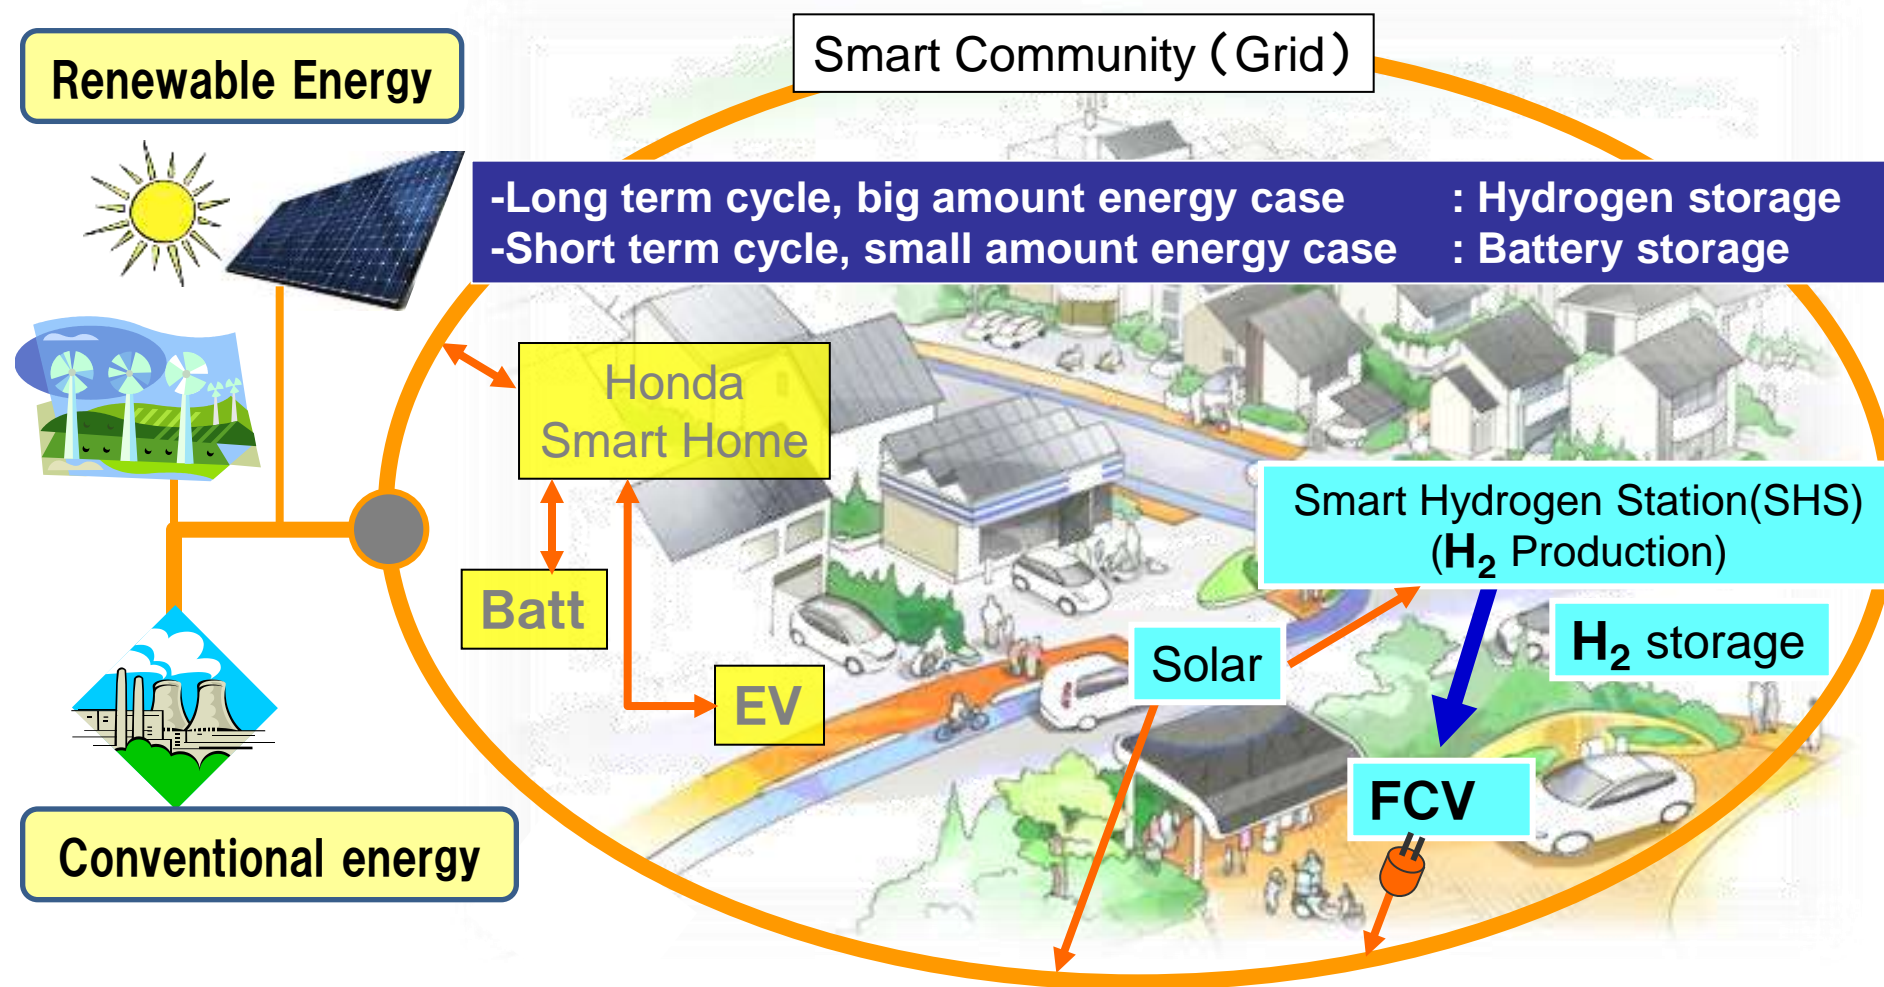 Smart Community（Grid）
Renewable Energy
-Long term cycle, big amount energy case : Hydrogen storage
-Short term cycle, small amount energy case : Battery storage
Honda
Smart Home
Smart Hydrogen Station(SHS)
(H₂ Production)
Batt
H₂ storage
Solar
EV
FCV
Conventional energy